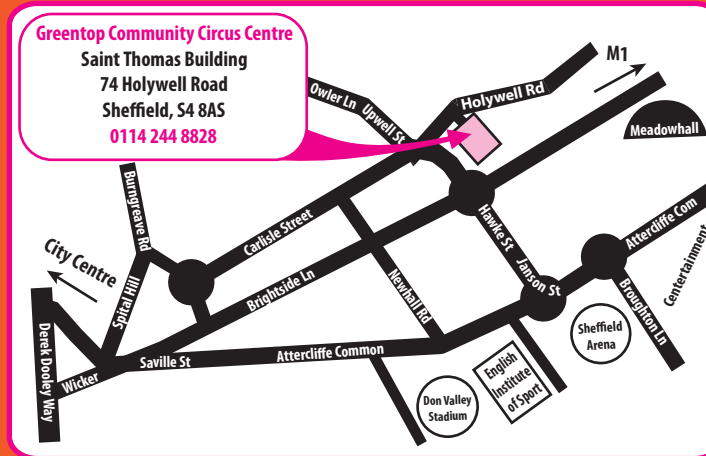 Greentop Community Circus Centre
Saint Thomas Building
74 Holywell Road
Sheffield, S4 8AS
0114 244 8828
M1
Holywell Rd
Owler Ln
Upwell St
Meadowhall
Burngreave Rd
Carlisle Street
Hawke St
Janson St
Attercliffe Com
Centertainment
City Centre
Spital Hill
Brightside Ln
Newhall Rd
Broughton Ln
Sheffield
Arena
Derek Dooley Way
Wicker
Saville St
Attercliffe Common
English
Institute
of Sport
Don Valley
Stadium